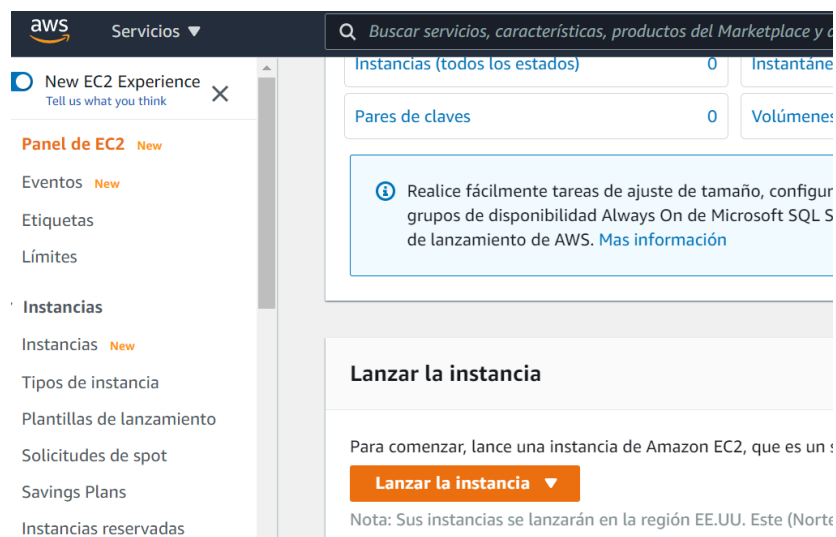 aws
Servicios ▼
Buscar servicios, características, productos del Marketplace y
New EC2 Experience
Tell us what you think
Panel de EC2 New
Eventos New
Etiquetas
Límites
Instancias
Instancias New
Tipos de instancia
Plantillas de lanzamiento
Solicitudes de spot
Savings Plans
Instancias reservadas
Instancias (todos los estados) 0
Instantáne
Pares de claves 0
Volúmenes
Realice fácilmente tareas de ajuste de tamaño, configur
grupos de disponibilidad Always On de Microsoft SQL S
de lanzamiento de AWS. Mas información
Lanzar la instancia
Para comenzar, lance una instancia de Amazon EC2, que es un s
Lanzar la instancia ▼
Nota: Sus instancias se lanzarán en la región EE.UU. Este (Norte